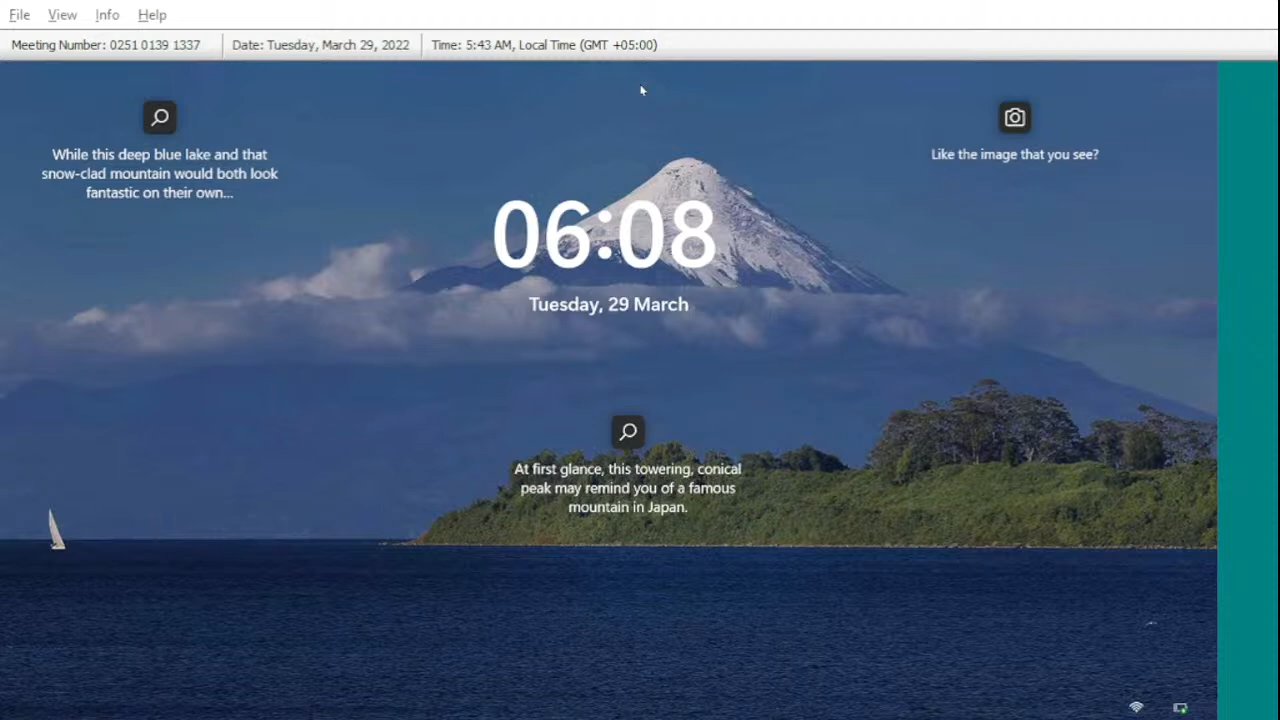 File View Info Help
Meeting Number: 0251 0139 1337 Date: Tuesday, March 29, 2022 Time: 5:43 AM, Local Time (GMT +05:00)
While this deep blue lake and that
snow-clad mountain would both look
fantastic on their own...
Like the image that you see?
06:08
Tuesday, 29 March
At first glance, this towering, conical
peak may remind you of a famous
mountain in Japan.